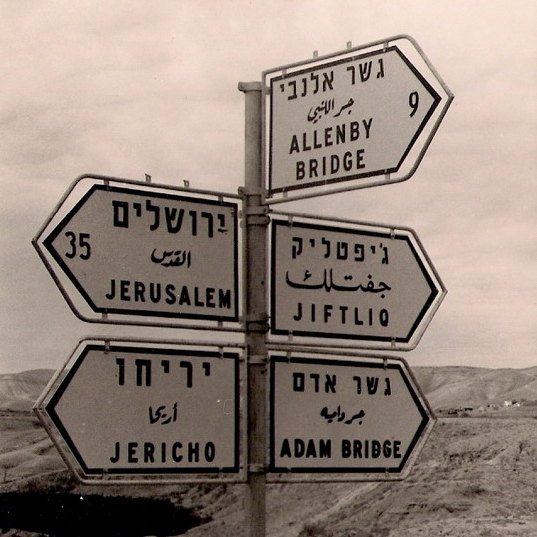 גשר אלנבי
جسر اللنبي
ALLENBY
BRIDGE
9
ירושלים
35
القدس
JERUSALEM
ג'יפטליק
جفتلك
JIFTLIQ
יריחו
أريحا
JERICHO
גשר אדם
جسر داميه
ADAM BRIDGE